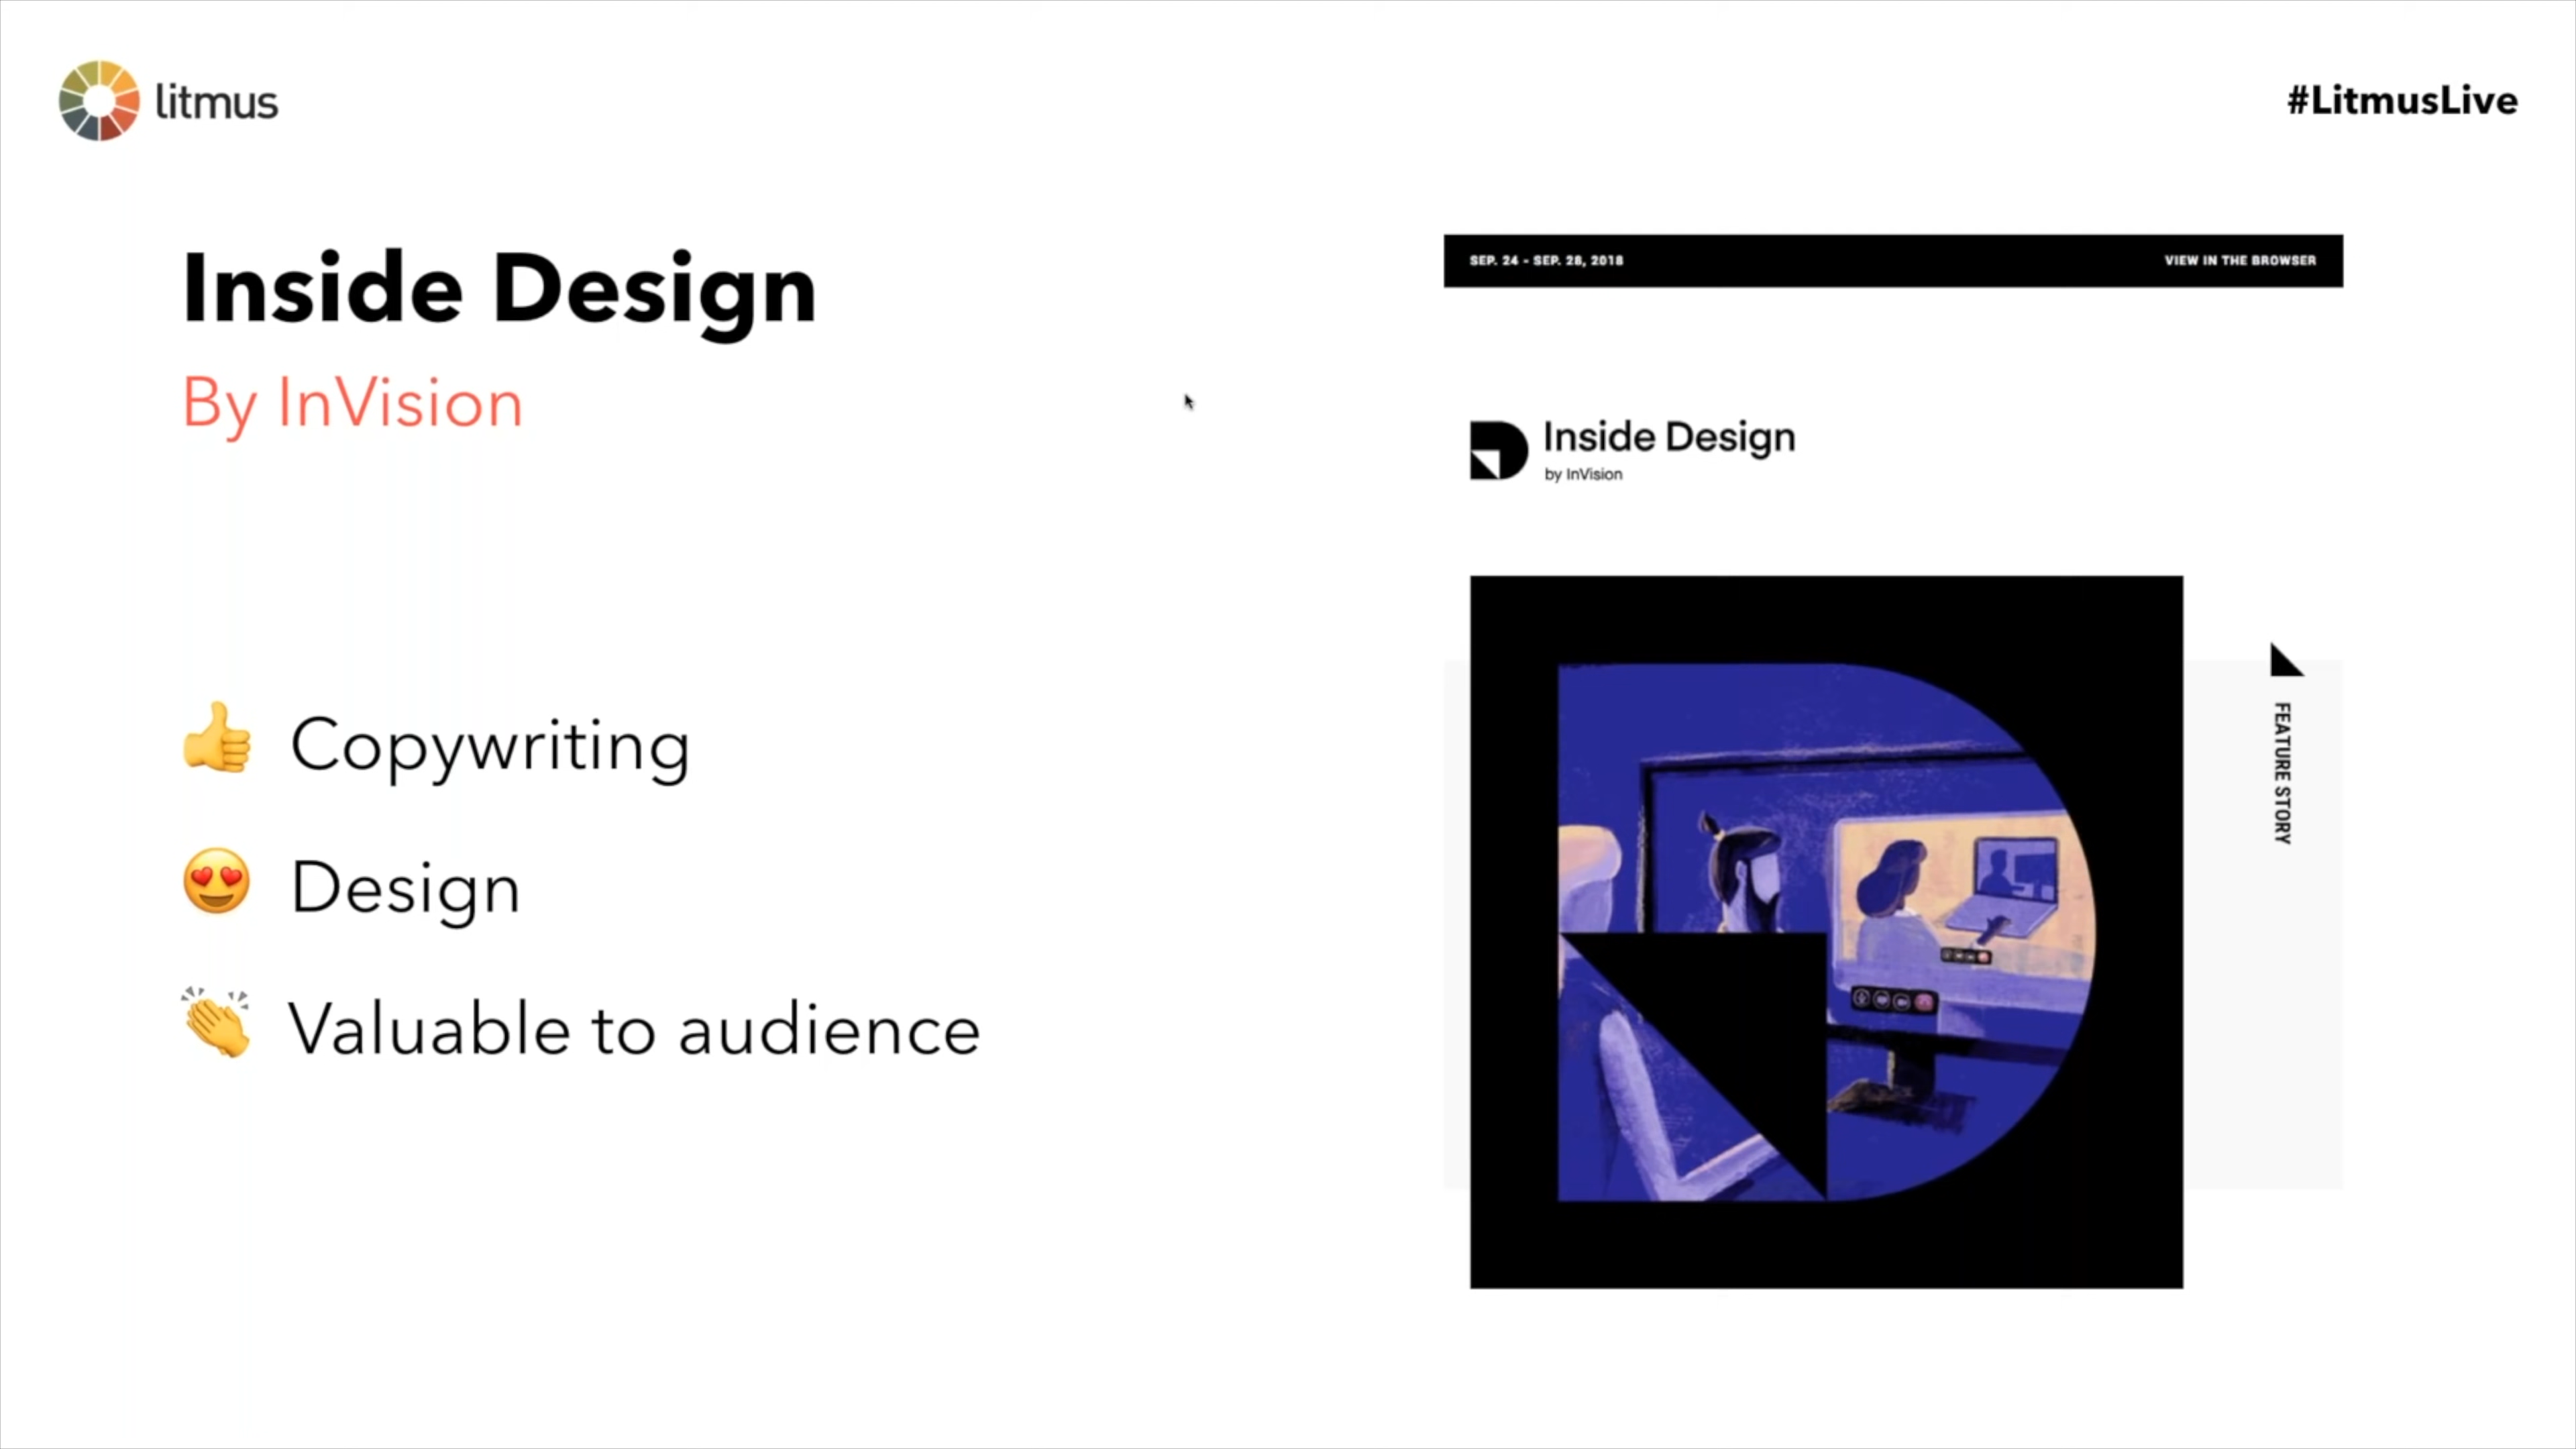 litmus
#LitmusLive
Inside Design
By InVision
👍 Copywriting
😍 Design
👏 Valuable to audience
SEP. 24 - SEP. 28, 2018
VIEW IN THE BROWSER
Inside Design
by InVision
FEATURE STORY